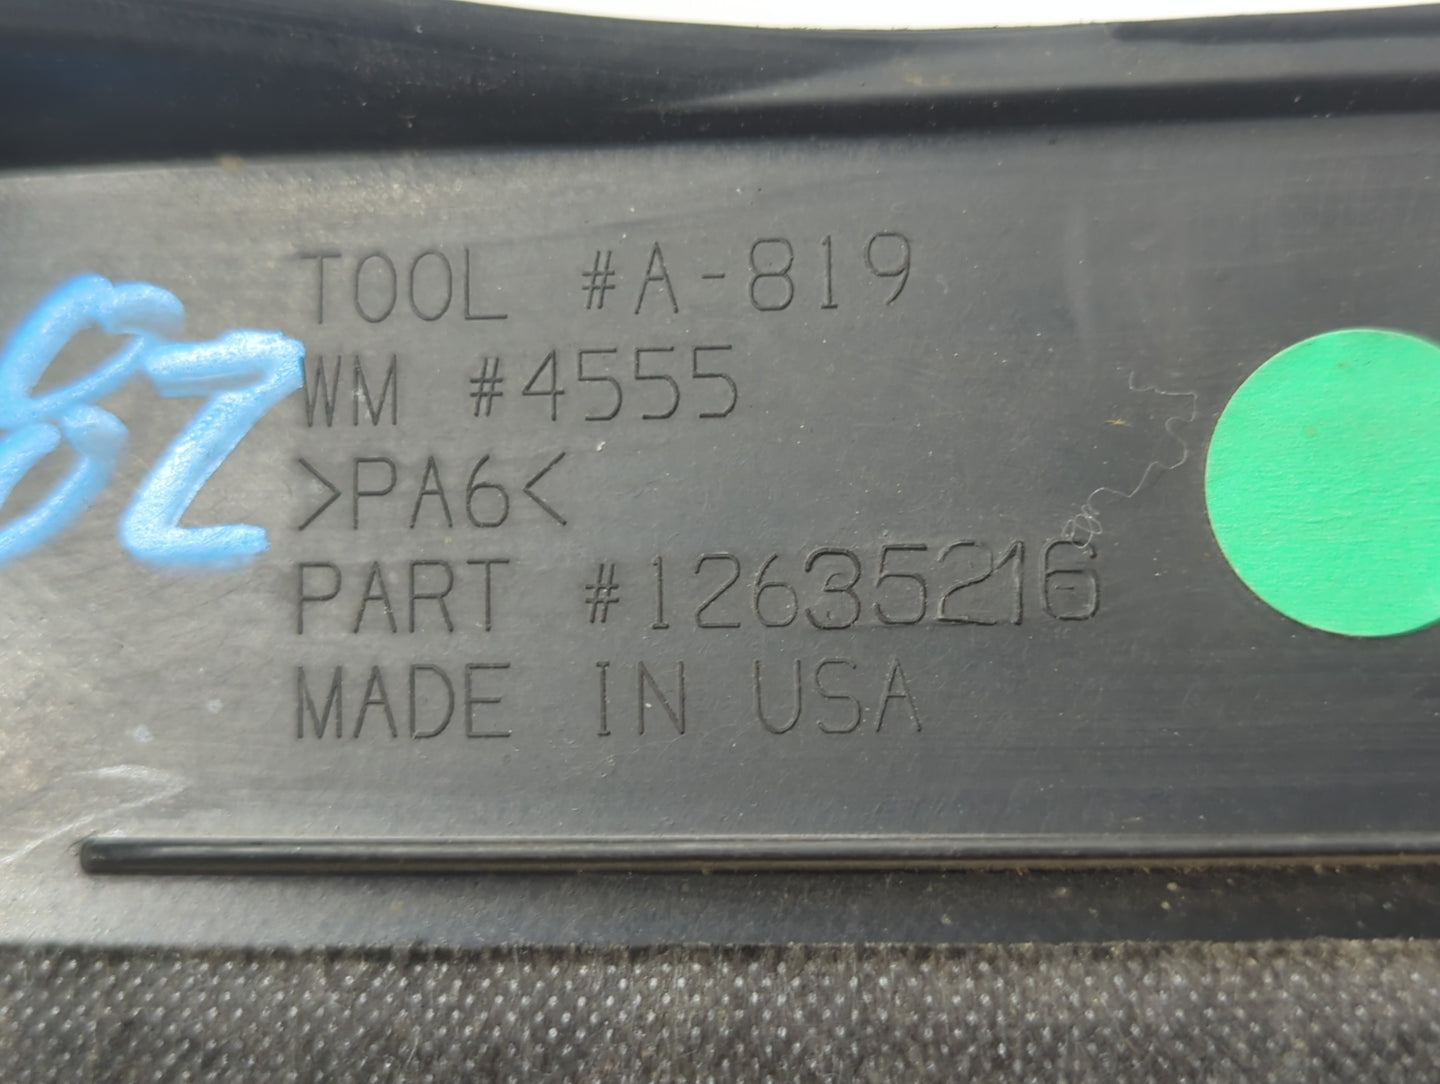 TOOL #A-819
WM #4555
>PA6<
PART #12635216
MADE IN USA